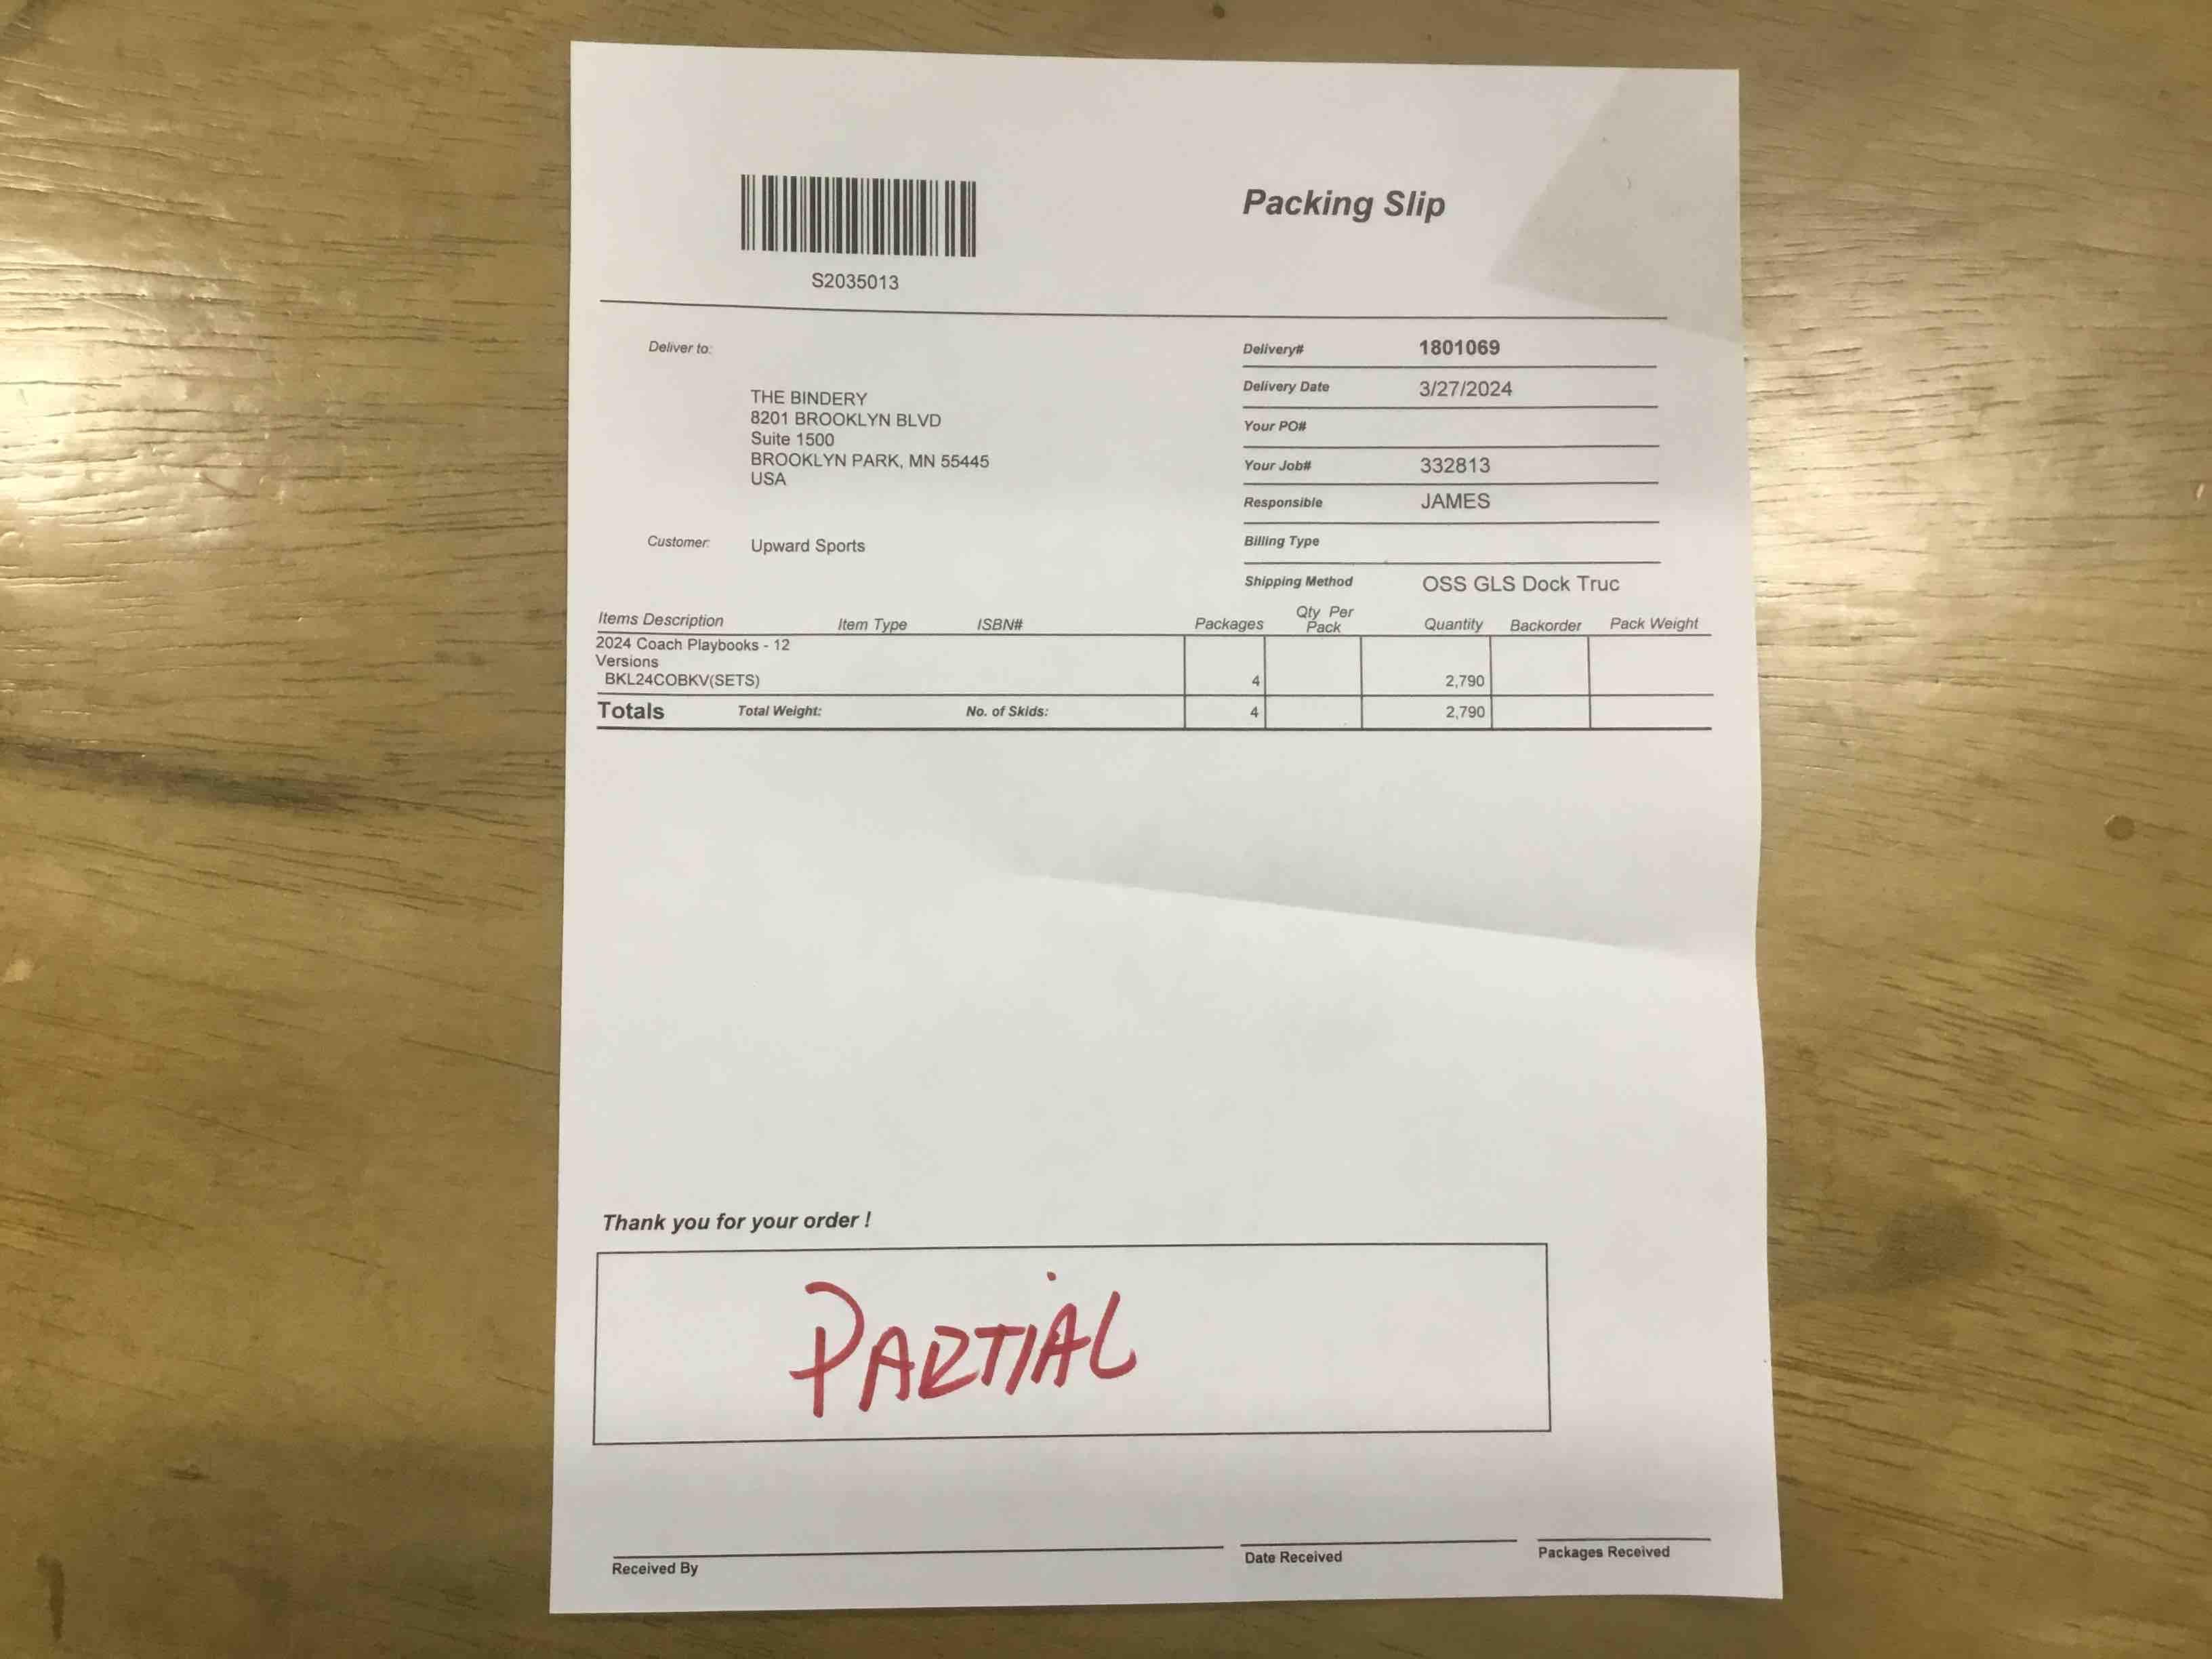 Packing Slip
S2035013
Deliver to:
THE BINDERY
8201 BROOKLYN BLVD
Suite 1500
BROOKLYN PARK, MN 55445
USA
Customer: Upward Sports
Delivery# 1801069
Delivery Date 3/27/2024
Your PO#
Your Job# 332813
Responsible JAMES
Billing Type
Shipping Method OSS GLS Dock Truc
Items Description Item Type ISBN# Packages Qty Per Pack Quantity Backorder Pack Weight
2024 Coach Playbooks - 12
Versions
BKL24COBKV(SETS) 4 2,790
Totals Total Weight: No. of Skids: 4 2,790
Thank you for your order !
PARTIAL
Received By Date Received Packages Received